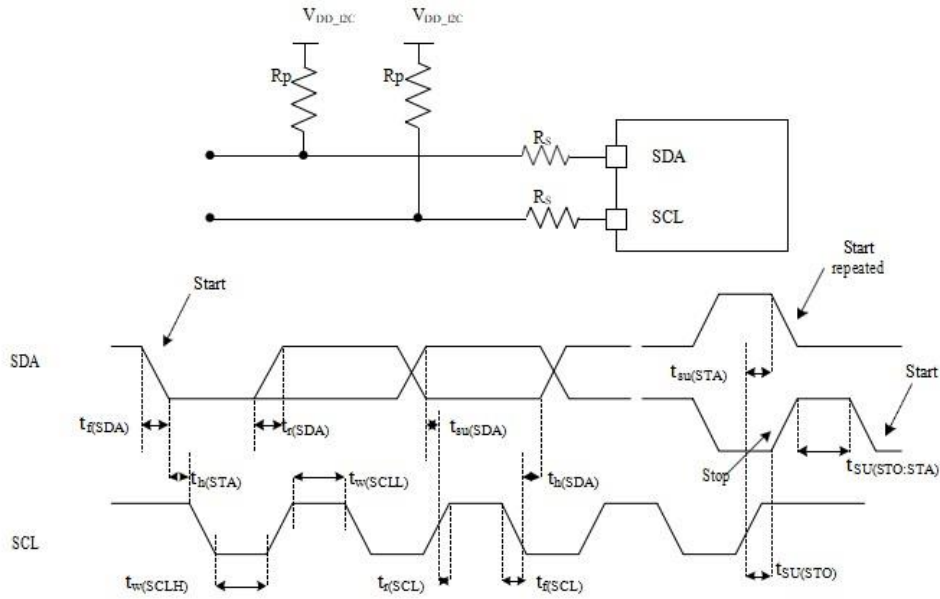 VDD_I2C VDD_I2C
Rp Rp
Rs
SDA
Rs
SCL
Start
repeated
Start
SDA
tsu(STA)
Start
tf(SDA) tr(SDA) tsu(SDA)
th(STA) tw(SCLL) th(SDA) Stop tSU(STO:STA)
SCL
tw(SCLH) tr(SCL) tf(SCL) tSU(STO)